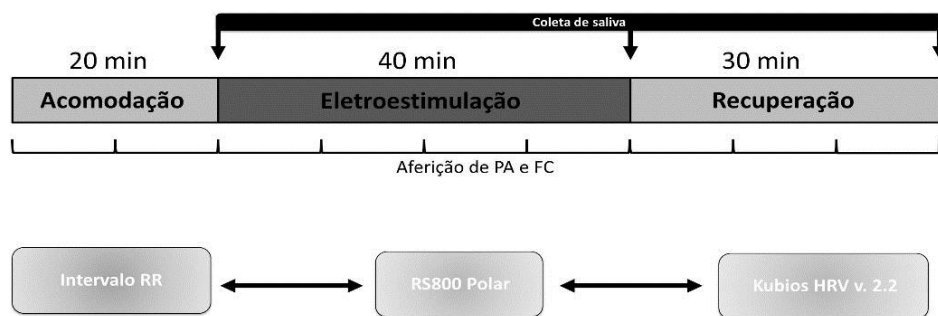 Coleta de saliva
20 min
40 min
30 min
Acomodação
Eletroestimulação
Recuperação
Aferição de PA e FC
Intervalo RR
RS800 Polar
Kubios HRV v. 2.2